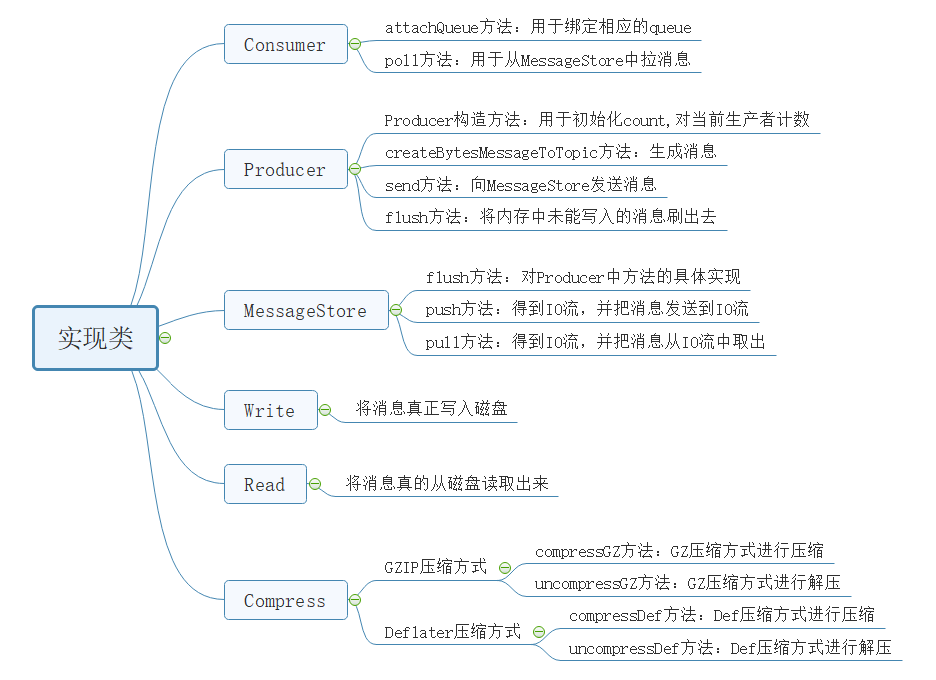 实现类
Consumer
attachQueue方法：用于绑定相应的queue
poll方法：用于从MessageStore中拉消息
Producer
Producer构造方法：用于初始化count,对当前生产者计数
createBytesMessageToTopic方法：生成消息
send方法：向MessageStore发送消息
flush方法：将内存中未能写入的消息刷出去
MessageStore
flush方法：对Producer中方法的具体实现
push方法：得到IO流，并把消息发送到IO流
pull方法：得到IO流，并把消息从IO流中取出
Write
将消息真正写入磁盘
Read
将消息真的从磁盘读取出来
Compress
GZIP压缩方式
compressGZ方法：GZ压缩方式进行压缩
uncompressGZ方法：GZ压缩方式进行解压
Deflater压缩方式
compressDef方法：Def压缩方式进行压缩
uncompressDef方法：Def压缩方式进行解压